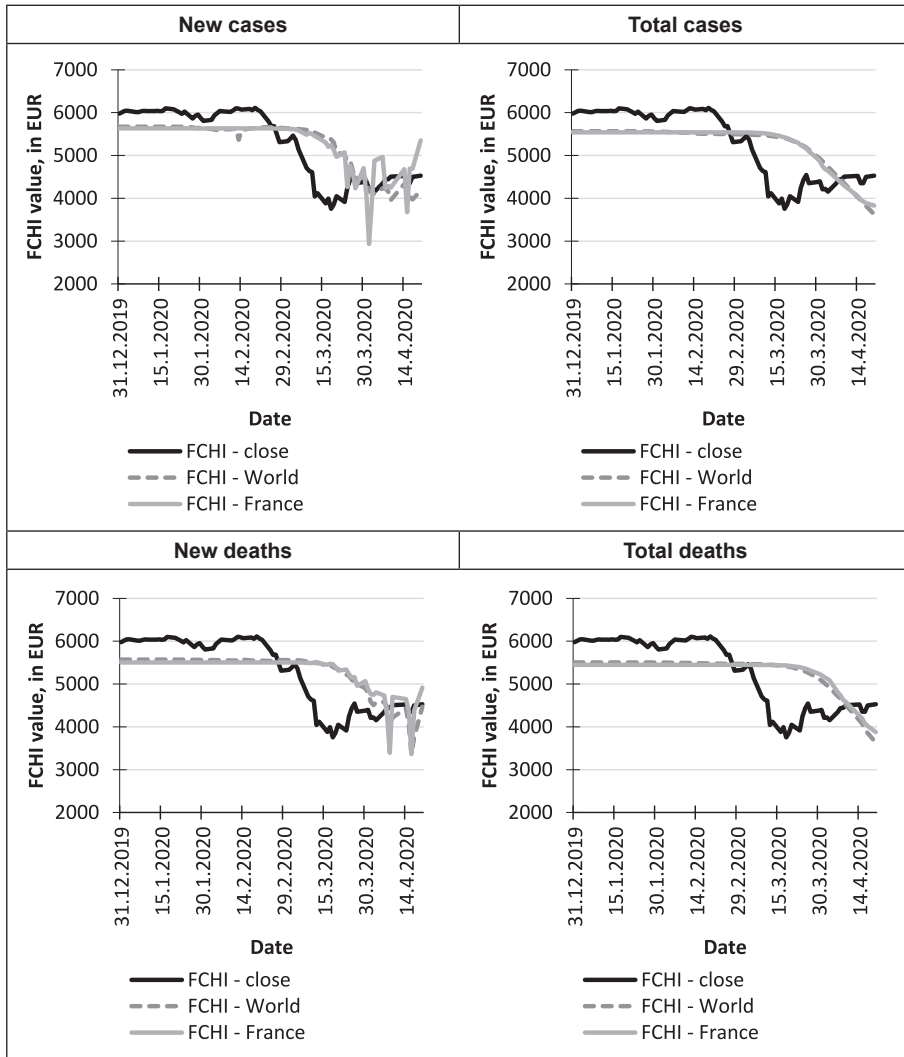 New cases
Total cases
7000
6000
5000
4000
3000
2000
FCHI value, in EUR
31.12.2019
15.1.2020
30.1.2020
14.2.2020
29.2.2020
15.3.2020
30.3.2020
14.4.2020
Date
FCHI - close
FCHI - World
FCHI - France
7000
6000
5000
4000
3000
2000
FCHI value, in EUR
31.12.2019
15.1.2020
30.1.2020
14.2.2020
29.2.2020
15.3.2020
30.3.2020
14.4.2020
Date
FCHI - close
FCHI - World
FCHI - France
New deaths
Total deaths
7000
6000
5000
4000
3000
2000
FCHI value, in EUR
31.12.2019
15.1.2020
30.1.2020
14.2.2020
29.2.2020
15.3.2020
30.3.2020
14.4.2020
Date
FCHI - close
FCHI - World
FCHI - France
7000
6000
5000
4000
3000
2000
FCHI value, in EUR
31.12.2019
15.1.2020
30.1.2020
14.2.2020
29.2.2020
15.3.2020
30.3.2020
14.4.2020
Date
FCHI - close
FCHI - World
FCHI - France